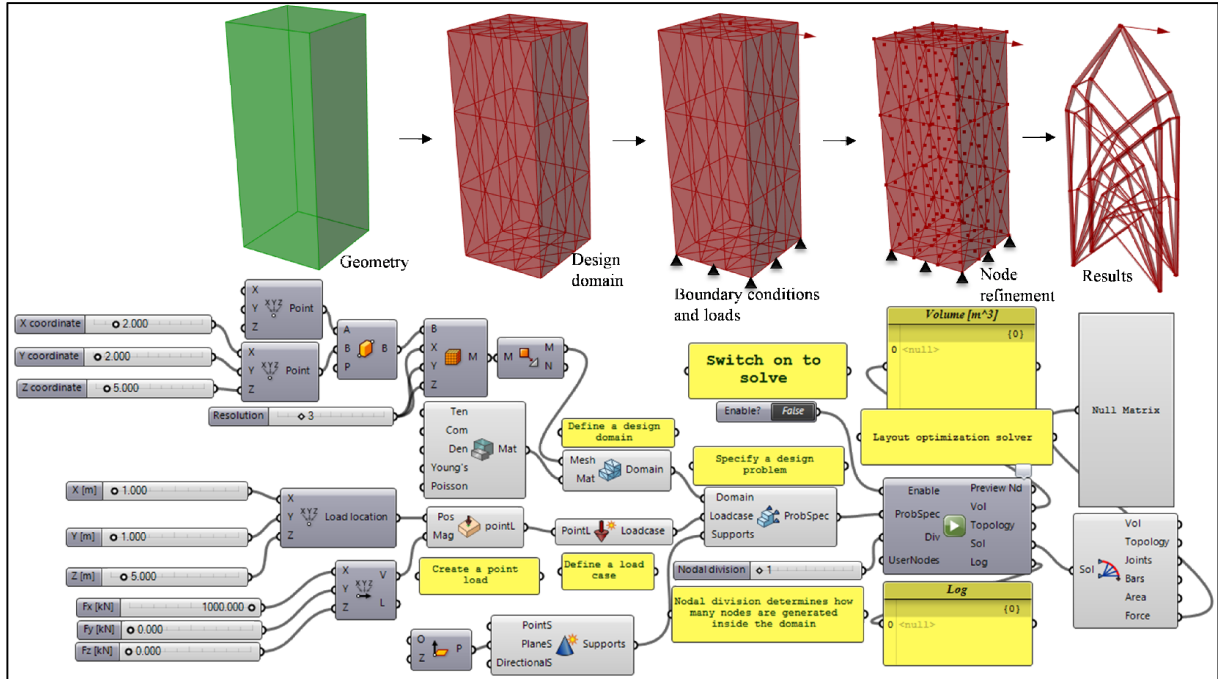 Geometry
Design
domain
Boundary conditions
and loads
Node
refinement
Results
X
Y
Z
XYZ
Point
X coordinate
2.000
Y coordinate
2.000
Z coordinate
5.000
X
Y
Z
XYZ
Point
A
B
P
B
B
X
Y
Z
M
M
M
N
Resolution
3
Ten
Com
Den
Young's
Poisson
Mat
Define a design
domain
Mesh
Mat
Domain
Switch on to
solve
Enable?
False
Specify a design
problem
Volume [m^3]
{0}
0
<null>
Layout optimization solver
Null Matrix
X [m]
1.000
Y [m]
1.000
Z [m]
5.000
X
Y
Z
XYZ
Load location
Pos
Mag
pointL
PointL
Loadcase
Domain
Loadcase
Supports
ProbSpec
Enable
ProbSpec
Div
UserNodes
Preview Nd
Vol
Topology
Sol
Log
Sol
Vol
Topology
Joints
Bars
Area
Force
Create a point
load
Define a load
case
Nodal division
1
Fx [kN]
1000.000
Fy [kN]
0.000
Fz [kN]
0.000
X
Y
Z
XYZ
V
L
Nodal division determines how
many nodes are generated
inside the domain
Log
{0}
0
<null>
O
Z
P
PointS
PlaneS
DirectionalS
Supports